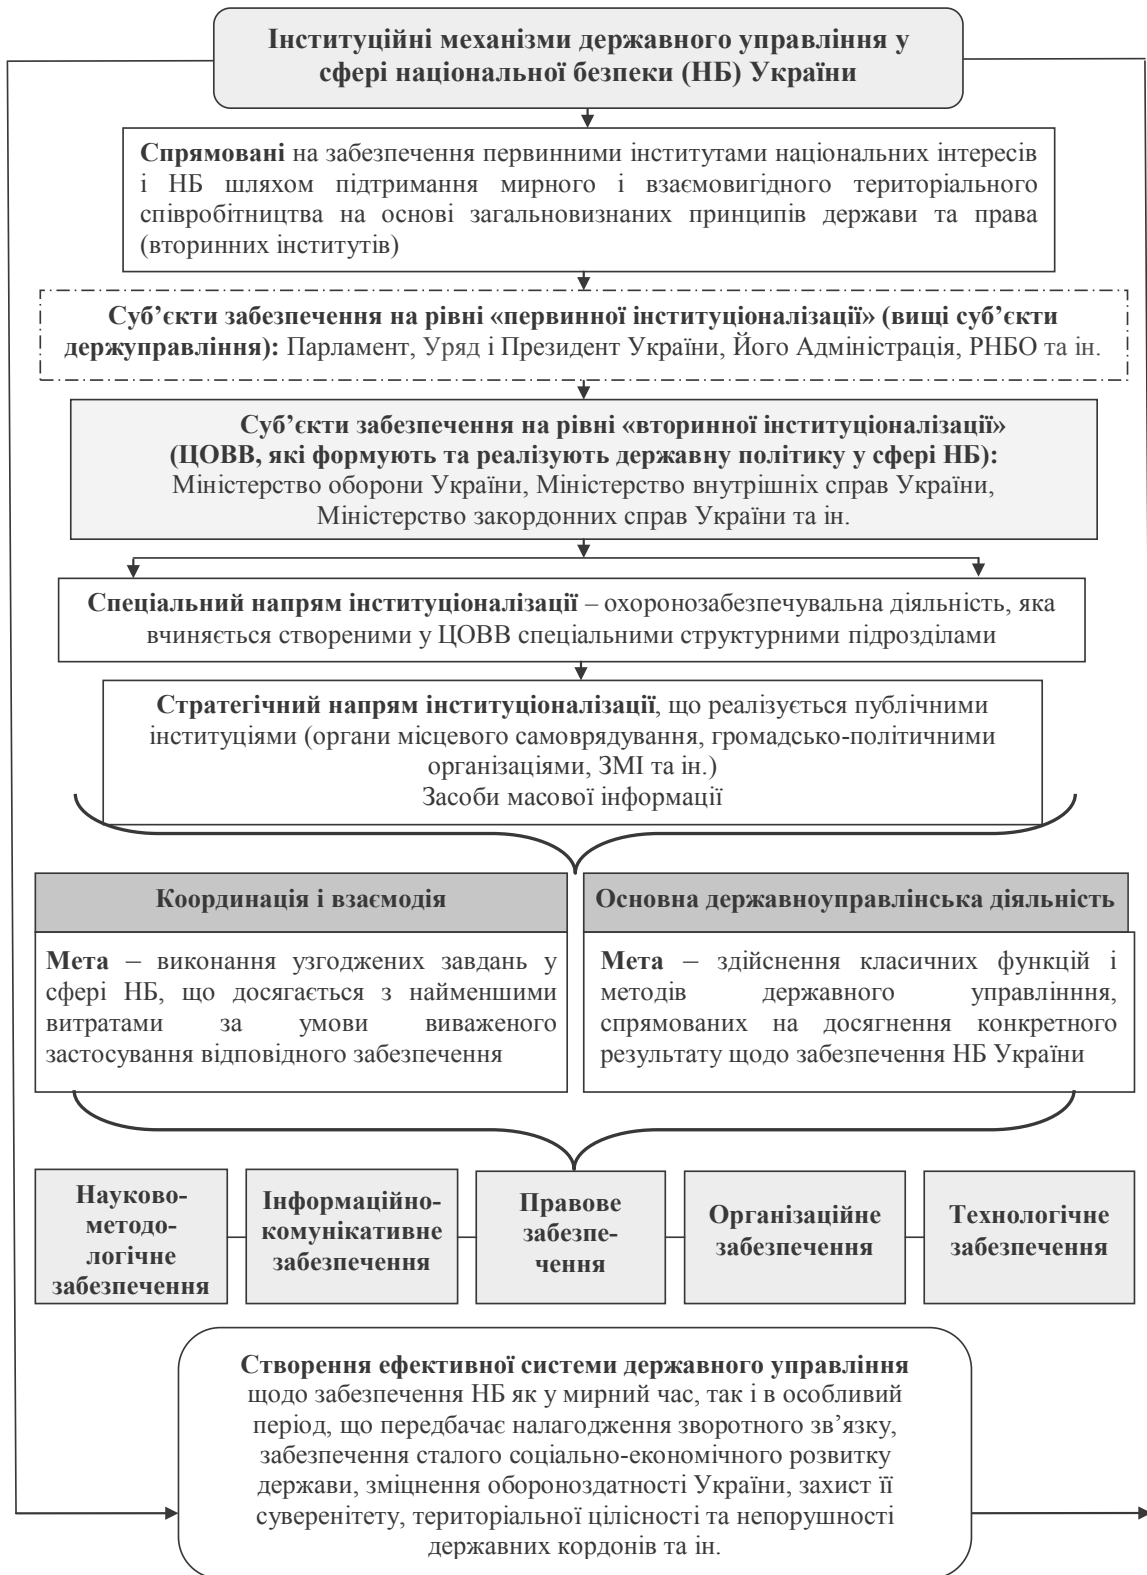 Інституційні механізми державного управління у
сфері національної безпеки (НБ) України
Спрямовані на забезпечення первинними інститутами національних інтересів
і НБ шляхом підтримання мирного і взаємовигідного територіального
співробітництва на основі загальновизнаних принципів держави та права
(вторинних інститутів)
Суб’єкти забезпечення на рівні «первинної інституціоналізації» (вищі суб’єкти
держуправління): Парламент, Уряд і Президент України, Його Адміністрація, РНБО та ін.
Суб’єкти забезпечення на рівні «вторинної інституціоналізації»
(ЦОВВ, які формують та реалізують державну політику у сфері НБ):
Міністерство оборони України, Міністерство внутрішніх справ України,
Міністерство закордонних справ України та ін.
Спеціальний напрям інституціоналізації – охоронозабезпечувальна діяльність, яка
вчиняється створеними у ЦОВВ спеціальними структурними підрозділами
Стратегічний напрям інституціоналізації, що реалізується публічними
інституціями (органи місцевого самоврядування, громадсько-політичними
організаціями, ЗМІ та ін.)
Засоби масової інформації
Координація і взаємодія
Мета – виконання узгоджених завдань у
сфері НБ, що досягається з найменшими
витратами за умови виваженого
застосування відповідного забезпечення
Основна державноуправлінська діяльність
Мета – здійснення класичних функцій і
методів державного управлінння,
спрямованих на досягнення конкретного
результату щодо забезпечення НБ України
Науково-
методо-
логічне
забезпечення
Інформаційно-
комунікативне
забезпечення
Правове
забезпе-
чення
Організаційне
забезпечення
Технологічне
забезпечення
Створення ефективної системи державного управління
щодо забезпечення НБ як у мирний час, так і в особливий
період, що передбачає налагодження зворотного зв’язку,
забезпечення сталого соціально-економічного розвитку
держави, зміцнення обороноздатності України, захист її
суверенітету, територіальної цілісності та непорушності
державних кордонів та ін.